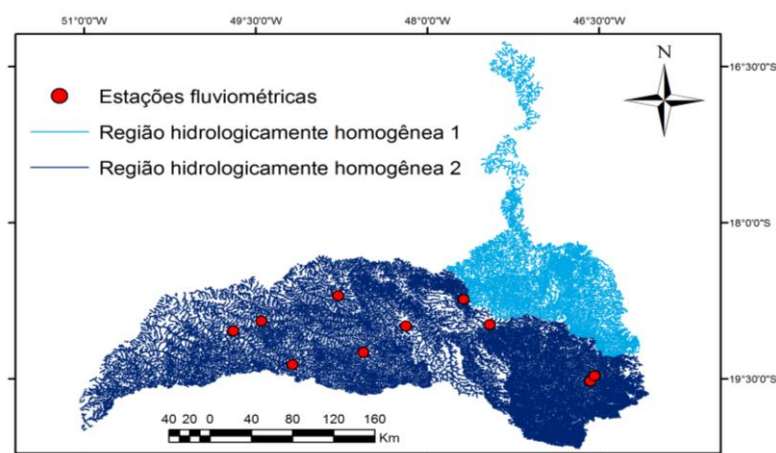 51°0'0"W 49°30'0"W 48°0'0"W 46°30'0"W
16°30'0"S
N
Estações fluviométricas
Região hidrologicamente homogênea 1
Região hidrologicamente homogênea 2
18°0'0"S
19°30'0"S
40 20 0 40 80 120 160
Km